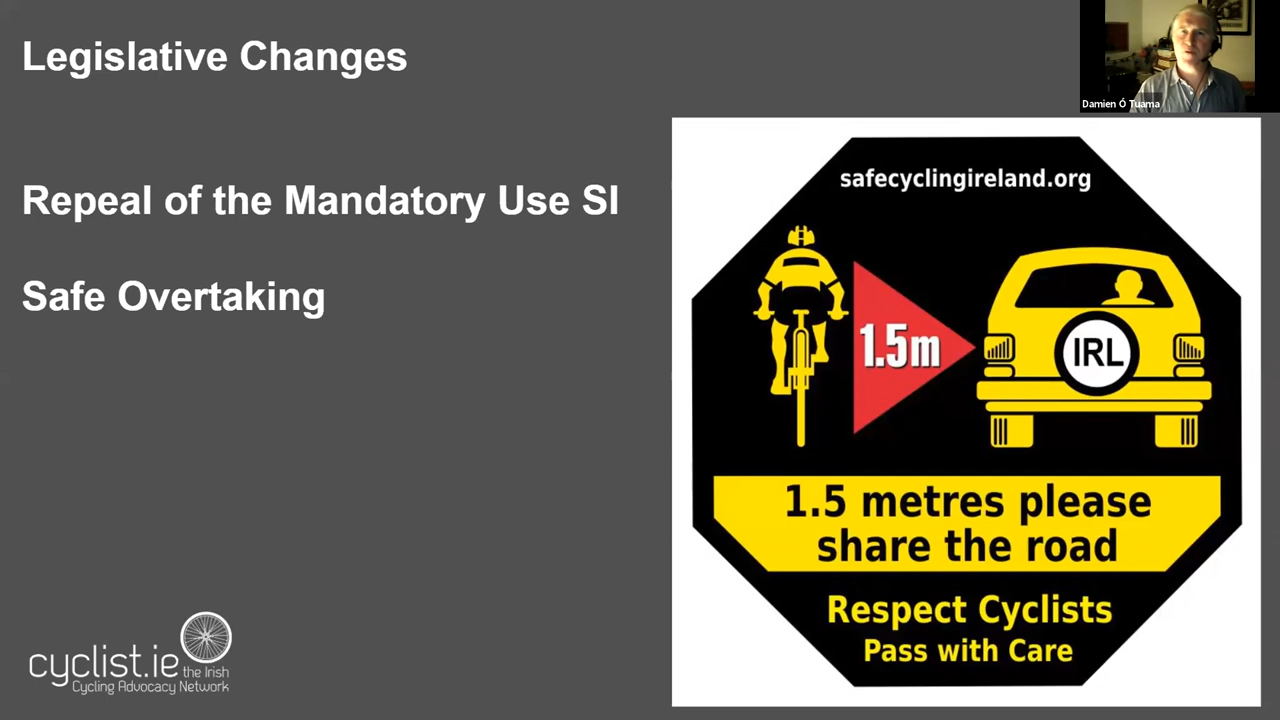 Legislative Changes
Damien Ó Tuama
Repeal of the Mandatory Use SI
Safe Overtaking
safecyclingireland.org
1.5m
IRL
1.5 metres please
share the road
Respect Cyclists
Pass with Care
cyclist.ie
the Irish
Cycling Advocacy Network